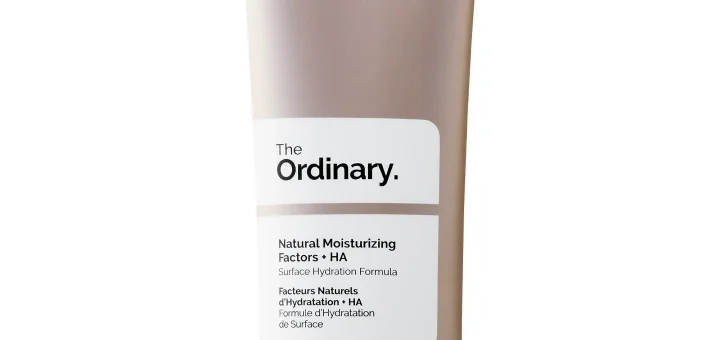 The
Ordinary.
Natural Moisturizing
Factors + HA
Surface Hydration Formula
Facteurs Naturels
d'Hydratation + HA
Formule d'Hydratation
de Surface